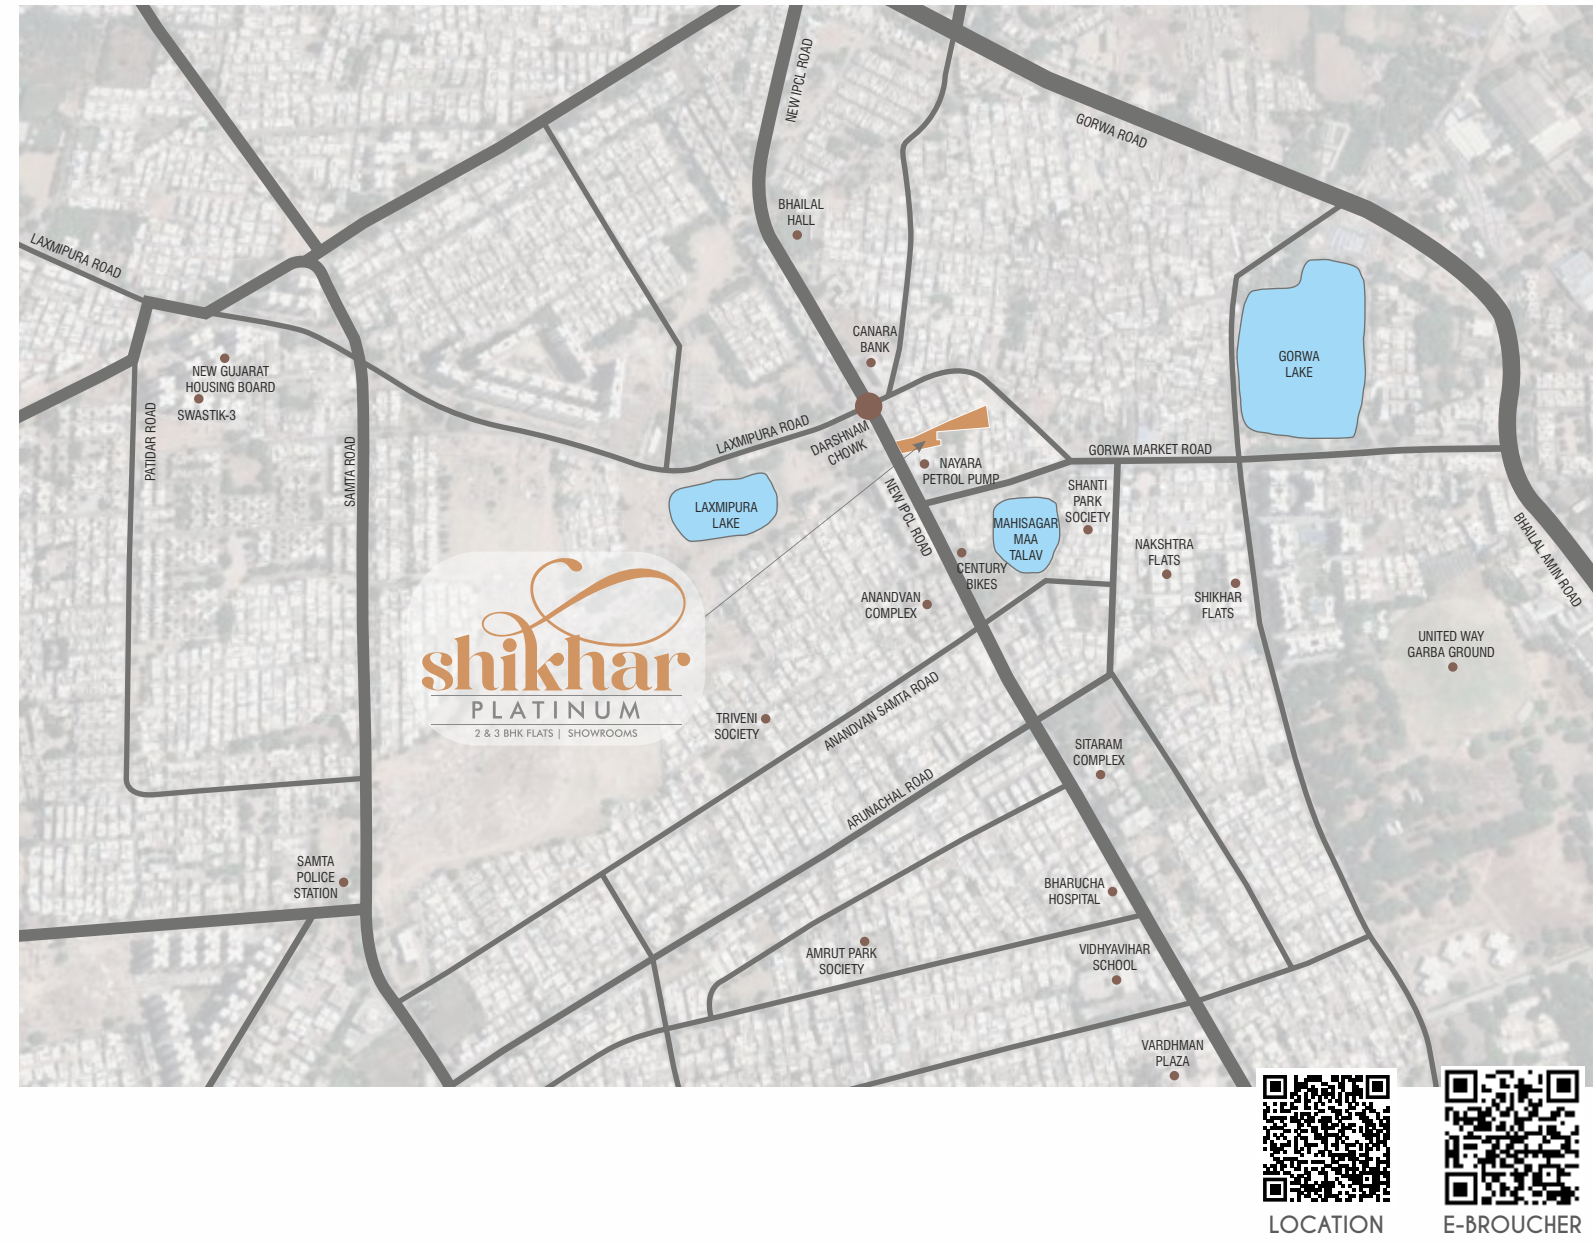 NEW IPCL ROAD
GORWA ROAD
BHAILAL
HALL
LAXMIPURA ROAD
CANARA
BANK
GORWA
LAKE
NEW GUJARAT
HOUSING BOARD
SWASTIK-3
PATIDAR ROAD
SAMTA ROAD
LAXMIPURA ROAD
DARSHNAM
CHOWK
GORWA MARKET ROAD
NAYARA
PETROL PUMP
SHANTI
PARK
SOCIETY
LAXMIPURA
LAKE
NEW IPCL ROAD
MAHISAGAR
MAA
TALAV
NAKSHTRA
FLATS
BHAILAL AMIN ROAD
CENTURY
BIKES
ANANDVAN
COMPLEX
SHIKHAR
FLATS
UNITED WAY
GARBA GROUND
shikhar
PLATINUM
2 & 3 BHK FLATS | SHOWROOMS
TRIVENI
SOCIETY
ANANDVAN SAMTA ROAD
SITARAM
COMPLEX
ARUNACHAL ROAD
SAMTA
POLICE
STATION
BHARUCHA
HOSPITAL
AMRUT PARK
SOCIETY
VIDHYAVIHAR
SCHOOL
VARDHMAN
PLAZA
LOCATION
E-BROUCHER